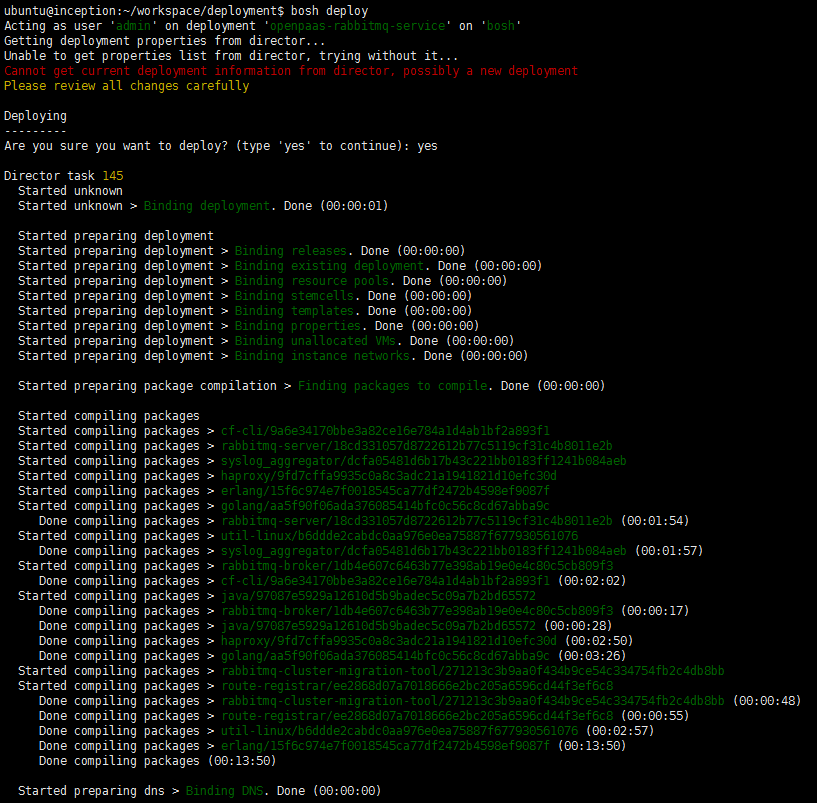 ubuntu@inception:~/workspace/deployment$ bosh deploy
Acting as user 'admin' on deployment 'openpaas-rabbitmq-service' on 'bosh'
Getting deployment properties from director...
Unable to get properties list from director, trying without it...
Cannot get current deployment information from director, possibly a new deployment
Please review all changes carefully
Deploying
---------
Are you sure you want to deploy? (type 'yes' to continue): yes
Director task 145
Started unknown
Started unknown > Binding deployment. Done (00:00:01)
Started preparing deployment
Started preparing deployment > Binding releases. Done (00:00:00)
Started preparing deployment > Binding existing deployment. Done (00:00:00)
Started preparing deployment > Binding resource pools. Done (00:00:00)
Started preparing deployment > Binding stemcells. Done (00:00:00)
Started preparing deployment > Binding templates. Done (00:00:00)
Started preparing deployment > Binding properties. Done (00:00:00)
Started preparing deployment > Binding unallocated VMs. Done (00:00:00)
Started preparing deployment > Binding instance networks. Done (00:00:00)
Started preparing package compilation > Finding packages to compile. Done (00:00:00)
Started compiling packages
Started compiling packages > cf-cli/9a6e34170bbe3a82ce16e784a1d4ab1bf2a893f1
Started compiling packages > rabbitmq-server/18cd331057d8722612b77c5119cf31c4b8011e2b
Started compiling packages > syslog_aggregator/dcfa05481d6b17b43c221bb0183ff1241b084aeb
Started compiling packages > haproxy/9fd7cffa9935c0a8c3adc21a1941821d10efc30d
Started compiling packages > erlang/15f6c974e7f0018545ca77df2472b4598ef9087f
Started compiling packages > golang/aa5f90f06ada376085414bfc0c56c8cd67abba9c
Done compiling packages > rabbitmq-server/18cd331057d8722612b77c5119cf31c4b8011e2b (00:01:54)
Started compiling packages > util-linux/b6ddde2cabdc0aa976e0ea75887f677930561076
Done compiling packages > syslog_aggregator/dcfa05481d6b17b43c221bb0183ff1241b084aeb (00:01:57)
Started compiling packages > rabbitmq-broker/1db4e607c6463b77e398ab19e0e4c80c5cb809f3
Done compiling packages > cf-cli/9a6e34170bbe3a82ce16e784a1d4ab1bf2a893f1 (00:02:02)
Started compiling packages > java/97087e5929a12610d5b9badec5c09a7b2bd65572
Done compiling packages > rabbitmq-broker/1db4e607c6463b77e398ab19e0e4c80c5cb809f3 (00:00:17)
Done compiling packages > java/97087e5929a12610d5b9badec5c09a7b2bd65572 (00:00:28)
Done compiling packages > haproxy/9fd7cffa9935c0a8c3adc21a1941821d10efc30d (00:02:50)
Done compiling packages > golang/aa5f90f06ada376085414bfc0c56c8cd67abba9c (00:03:26)
Started compiling packages > rabbitmq-cluster-migration-tool/271213c3b9aa0f434b9ce54c334754fb2c4db8bb
Started compiling packages > route-registrar/ee2868d07a7018666e2bc205a6596cd44f3ef6c8
Done compiling packages > rabbitmq-cluster-migration-tool/271213c3b9aa0f434b9ce54c334754fb2c4db8bb (00:00:48)
Done compiling packages > route-registrar/ee2868d07a7018666e2bc205a6596cd44f3ef6c8 (00:00:55)
Done compiling packages > util-linux/b6ddde2cabdc0aa976e0ea75887f677930561076 (00:02:57)
Done compiling packages > erlang/15f6c974e7f0018545ca77df2472b4598ef9087f (00:13:50)
Done compiling packages (00:13:50)
Started preparing dns > Binding DNS. Done (00:00:00)